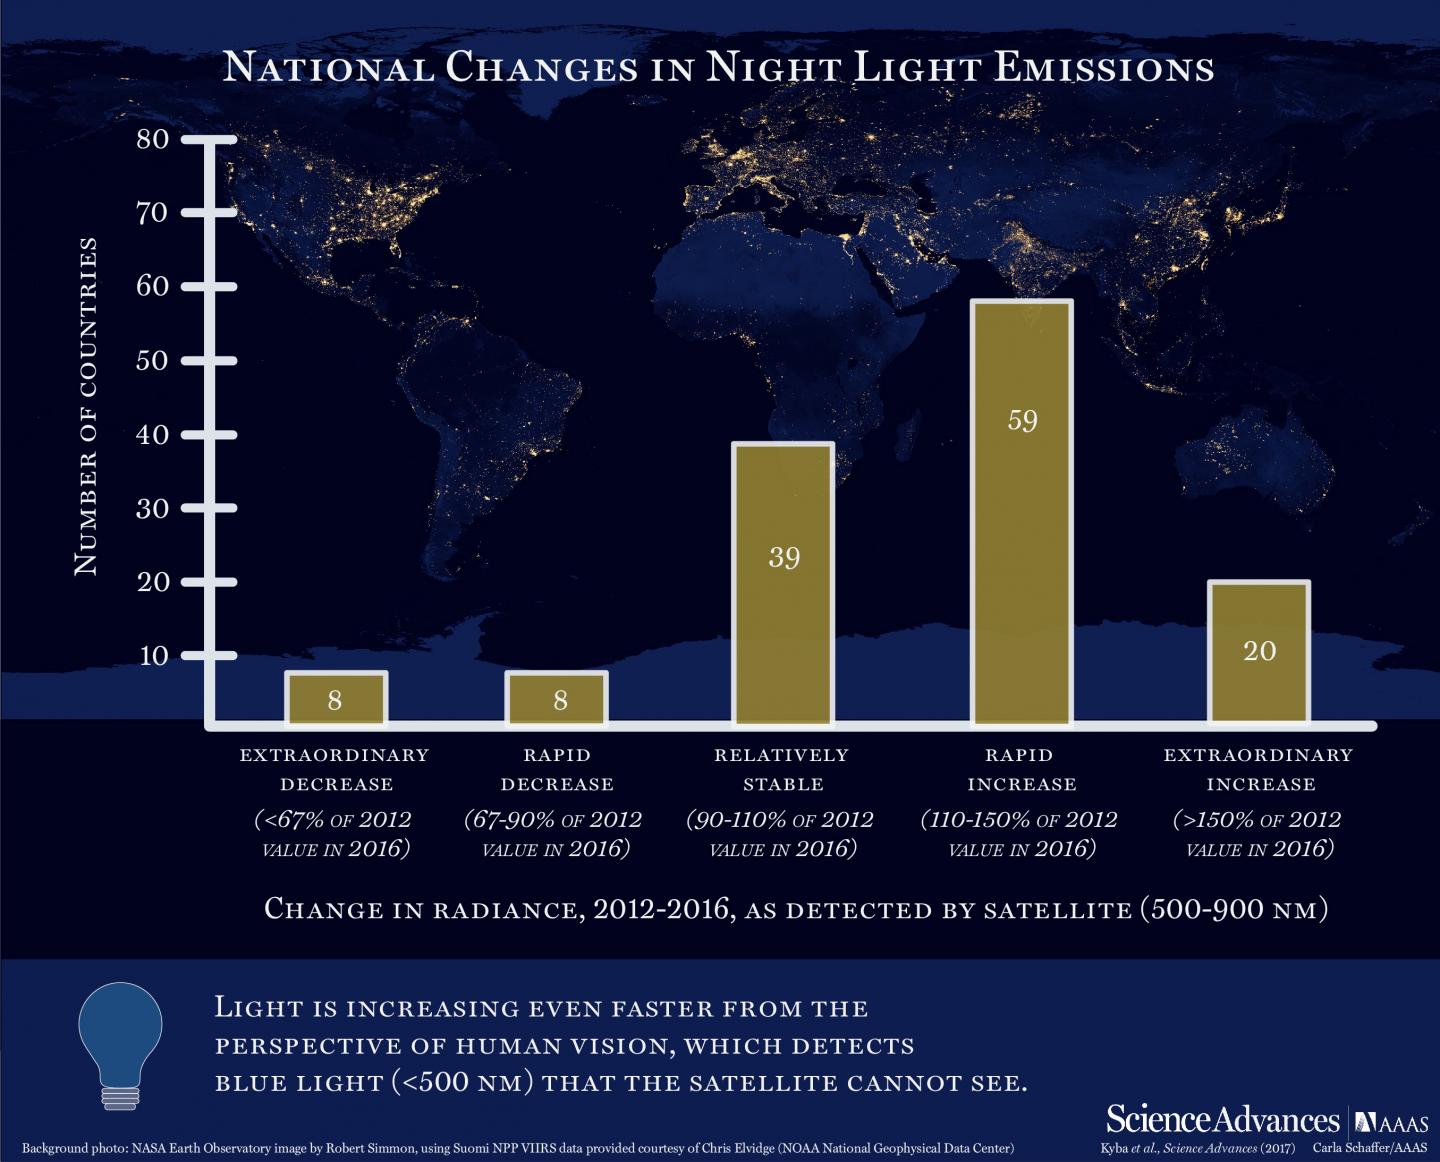 National Changes in Night Light Emissions
80
70
60
50
40
30
20
10
Number of countries
8
8
39
59
20
extraordinary decrease
(<67% of 2012 value in 2016)
rapid decrease
(67-90% of 2012 value in 2016)
relatively stable
(90-110% of 2012 value in 2016)
rapid increase
(110-150% of 2012 value in 2016)
extraordinary increase
(>150% of 2012 value in 2016)
Change in radiance, 2012-2016, as detected by satellite (500-900 nm)
Light is increasing even faster from the
perspective of human vision, which detects
blue light (<500 nm) that the satellite cannot see.
ScienceAdvances AAAS
Background photo: NASA Earth Observatory image by Robert Simmon, using Suomi NPP VIIRS data provided courtesy of Chris Elvidge (NOAA National Geophysical Data Center)
Kyba et al., Science Advances (2017) Carla Schaffer/AAAS